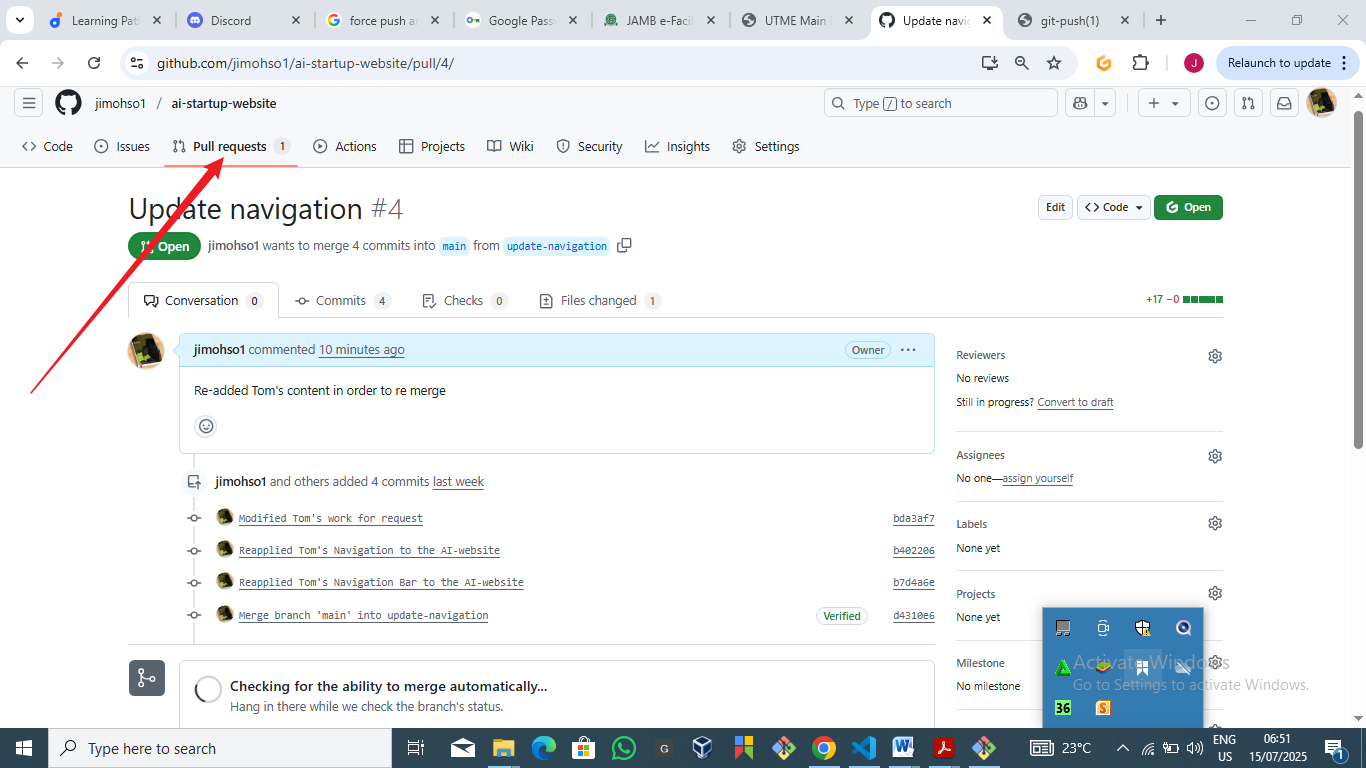 Learning Pat
Discord
force push a
Google Pass
JAMB e-Facil
UTME Main
Update navig
git-push(1)
github.com/jimohso1/ai-startup-website/pull/4/
J
Relaunch to update
jimohso1 / ai-startup-website
Type / to search
Code
Issues
Pull requests 1
Actions
Projects
Wiki
Security
Insights
Settings
Update navigation #4
Edit
Code
Open
Open
jimohso1 wants to merge 4 commits into main from update-navigation
Conversation 0
Commits 4
Checks 0
Files changed 1
+17 −0
jimohso1 commented 10 minutes ago
Owner
Re-added Tom's content in order to re merge
jimohso1 and others added 4 commits last week
Modified Tom's work for request bda3af7
Reapplied Tom's Navigation to the AI-website b402206
Reapplied Tom's Navigation Bar to the AI-website b7d4a6e
Merge branch 'main' into update-navigation Verified d4310e6
Checking for the ability to merge automatically...
Hang in there while we check the branch's status.
Reviewers
No reviews
Still in progress? Convert to draft
Assignees
No one—assign yourself
Labels
None yet
Projects
None yet
Milestone
No milestone
Activate Windows
Go to Settings to activate Windows.
36
S
Type here to search
G
W
23°C
ENG
US
06:51
15/07/2025
1